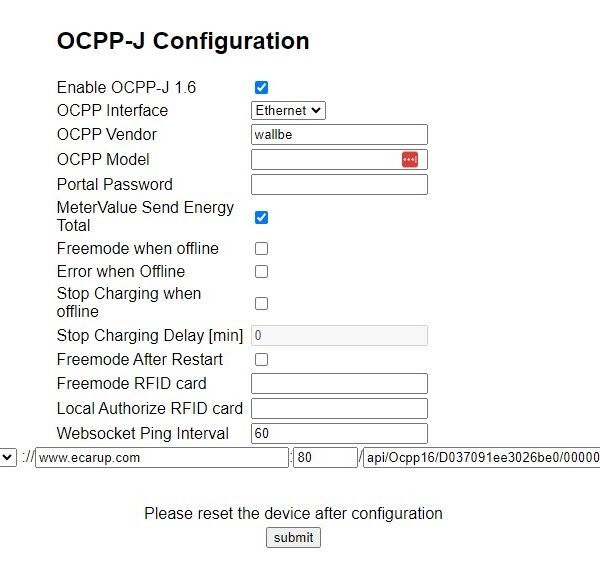 OCPP-J Configuration
Enable OCPP-J 1.6
OCPP Interface Ethernet
OCPP Vendor wallbe
OCPP Model
Portal Password
MeterValue Send Energy
Total
Freemode when offline
Error when Offline
Stop Charging when
offline
Stop Charging Delay [min] 0
Freemode After Restart
Freemode RFID card
Local Authorize RFID card
Websocket Ping Interval 60
://www.ecarup.com:80/api/Ocpp16/D037091ee3026be0/00000
Please reset the device after configuration
submit